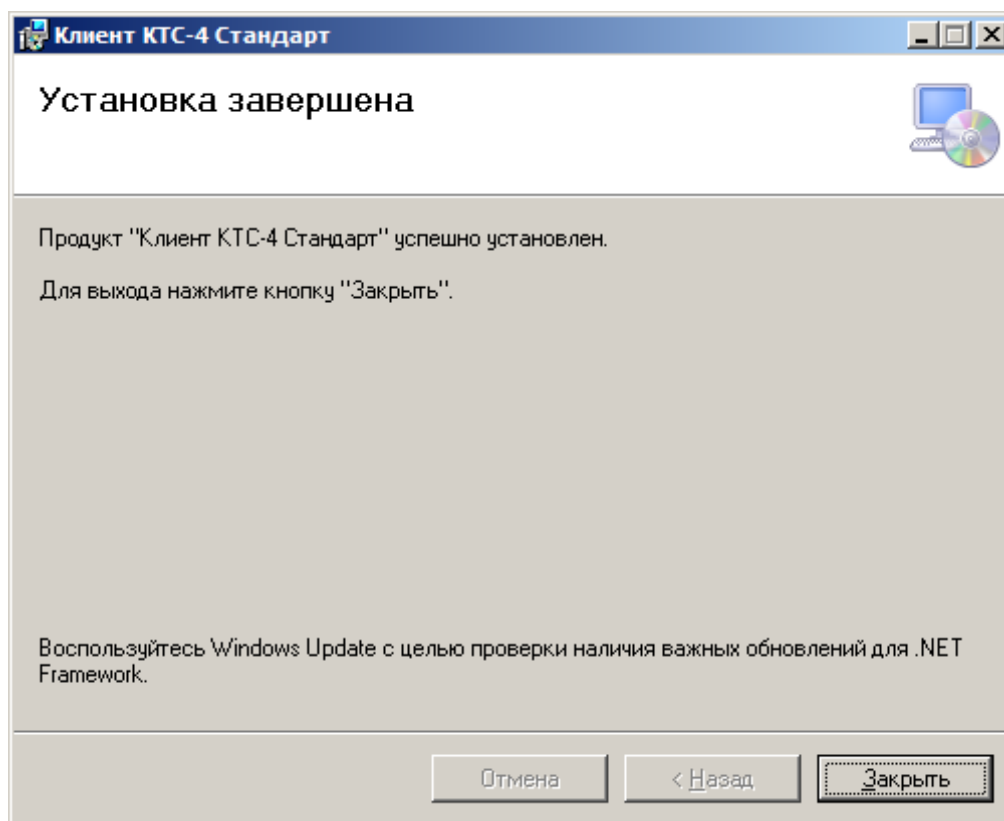 Клиент КТС-4 Стандарт
Установка завершена
Продукт "Клиент КТС-4 Стандарт" успешно установлен.
Для выхода нажмите кнопку "Закрыть".
Воспользуйтесь Windows Update с целью проверки наличия важных обновлений для .NET
Framework.
Отмена < Назад Закрыть